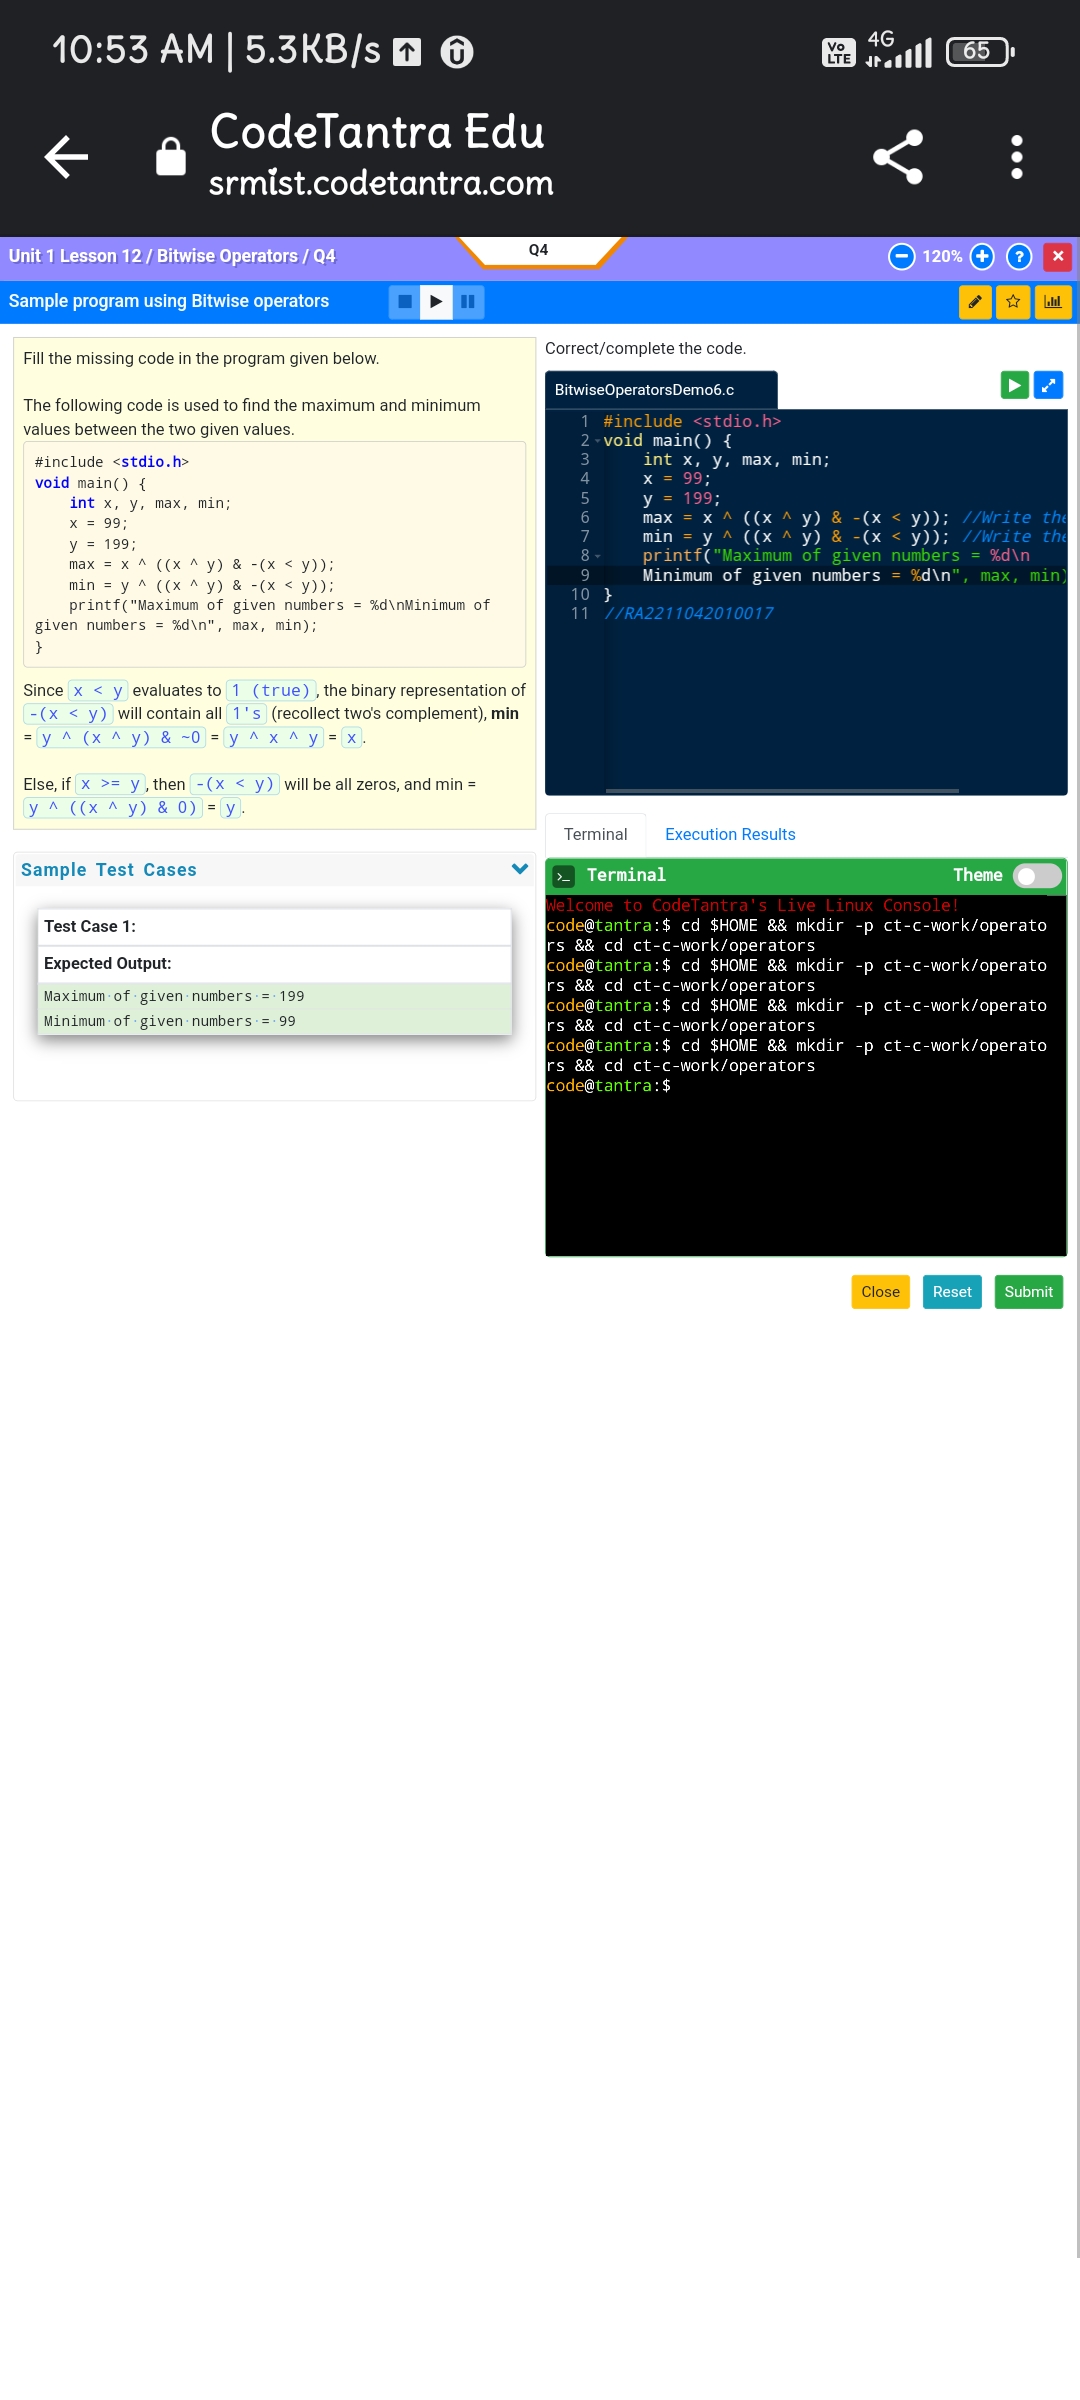 10:53 AM | 5.3KB/s
Vo LTE 4G 65
CodeTantra Edu
srmist.codetantra.com
Unit 1 Lesson 12 / Bitwise Operators / Q4
Q4
120%
Sample program using Bitwise operators
Fill the missing code in the program given below.
The following code is used to find the maximum and minimum
values between the two given values.
#include <stdio.h>
void main() {
int x, y, max, min;
x = 99;
y = 199;
max = x ^ ((x ^ y) & -(x < y));
min = y ^ ((x ^ y) & -(x < y));
printf("Maximum of given numbers = %d\nMinimum of
given numbers = %d\n", max, min);
}
Since x < y evaluates to 1 (true), the binary representation of
-(x < y) will contain all 1's (recollect two's complement), min
= y ^ (x ^ y) & ~0 = y ^ x ^ y = x.
Else, if x >= y, then -(x < y) will be all zeros, and min =
y ^ ((x ^ y) & 0) = y.
Sample Test Cases
Test Case 1:
Expected Output:
Maximum·of·given·numbers·=·199
Minimum·of·given·numbers·=·99
Correct/complete the code.
BitwiseOperatorsDemo6.c
1 #include <stdio.h>
2 void main() {
3 int x, y, max, min;
4 x = 99;
5 y = 199;
6 max = x ^ ((x ^ y) & -(x < y)); //Write the
7 min = y ^ ((x ^ y) & -(x < y)); //Write the
8 printf("Maximum of given numbers = %d\n
9 Minimum of given numbers = %d\n", max, min)
10 }
11 //RA2211042010017
Terminal
Execution Results
>_ Terminal
Theme
Welcome to CodeTantra's Live Linux Console!
code@tantra:$ cd $HOME && mkdir -p ct-c-work/operato
rs && cd ct-c-work/operators
code@tantra:$ cd $HOME && mkdir -p ct-c-work/operato
rs && cd ct-c-work/operators
code@tantra:$ cd $HOME && mkdir -p ct-c-work/operato
rs && cd ct-c-work/operators
code@tantra:$ cd $HOME && mkdir -p ct-c-work/operato
rs && cd ct-c-work/operators
code@tantra:$
Close
Reset
Submit